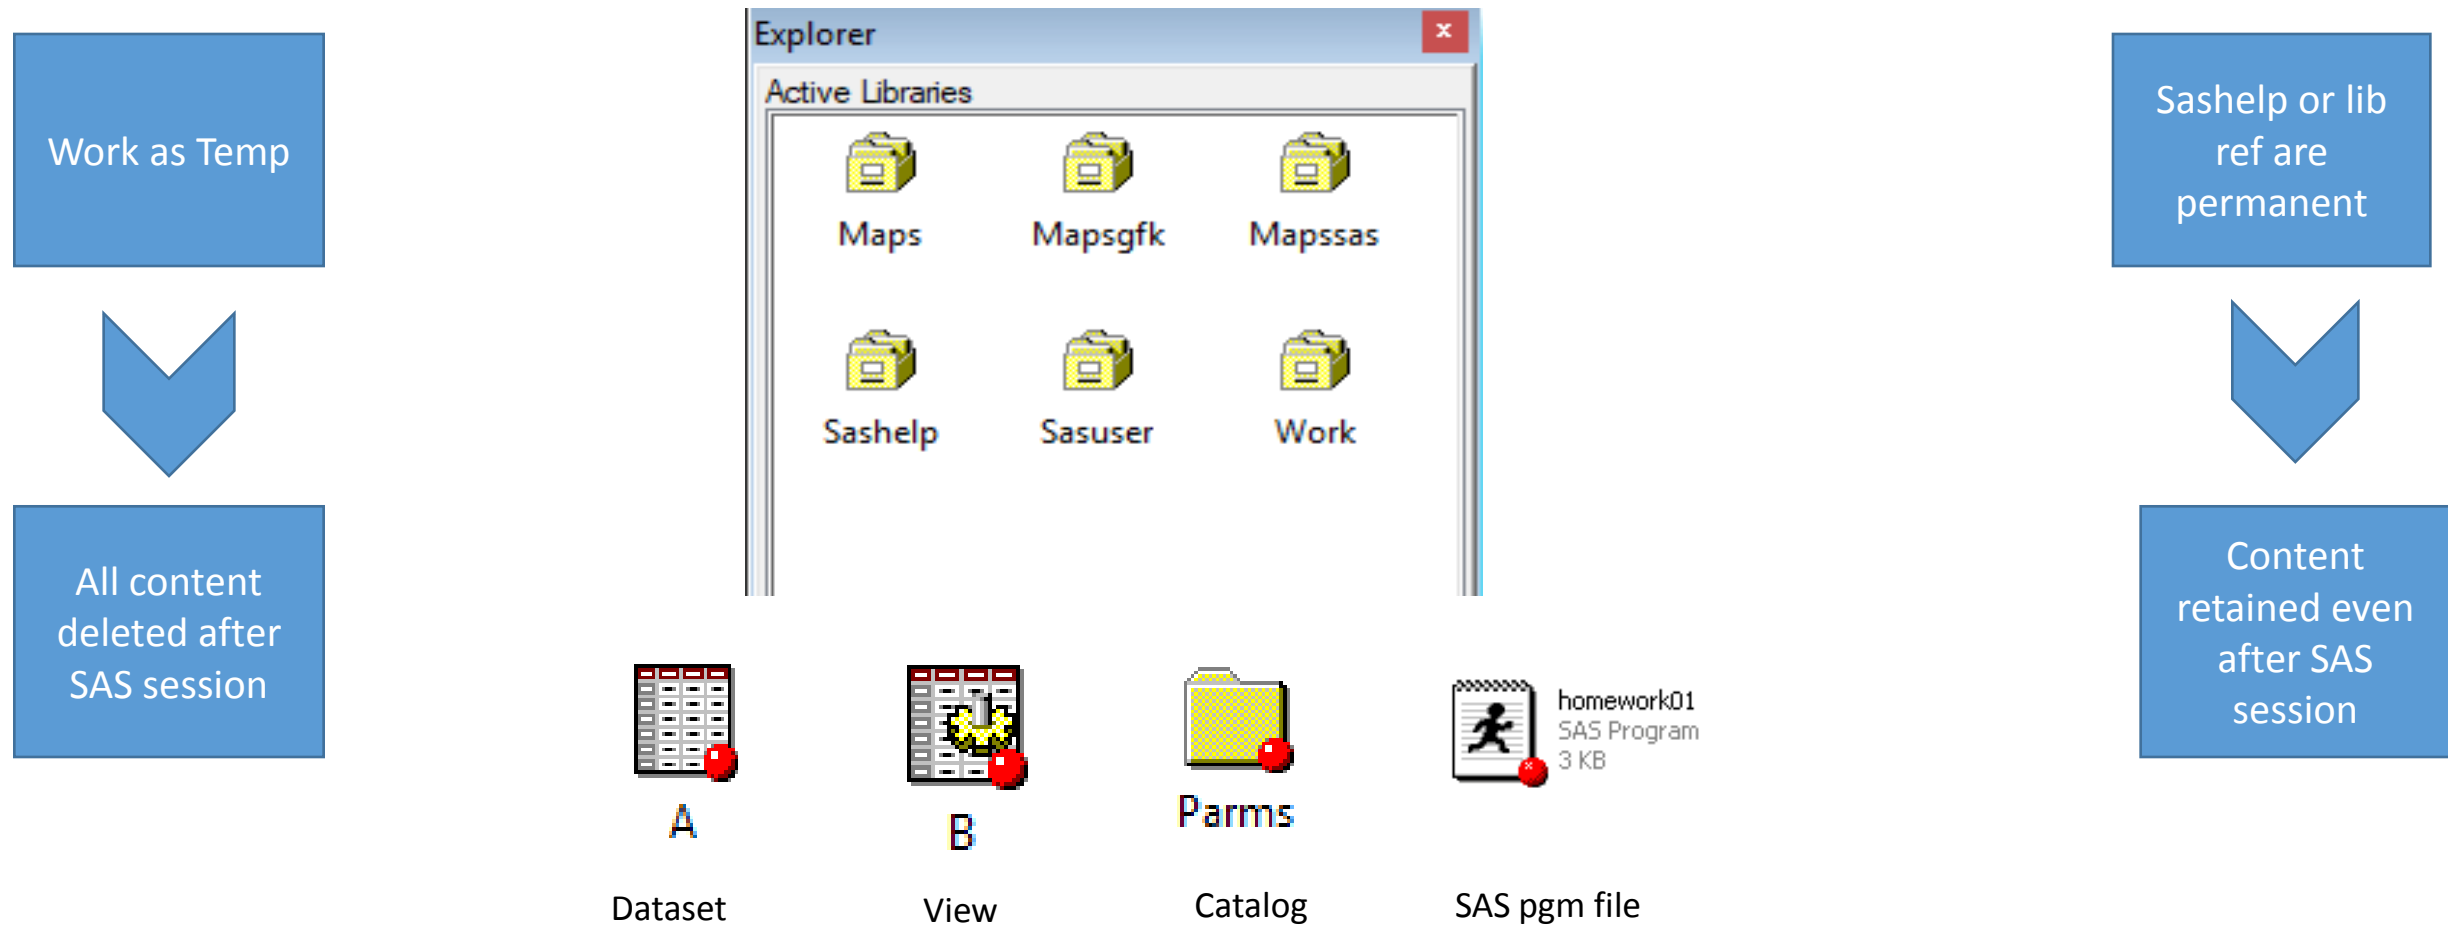 Work as Temp
All content
deleted after
SAS session
Explorer
x
Active Libraries
Maps
Mapsgfk
Mapssas
Sashelp
Sasuser
Work
A
B
Parms
homework01
SAS Program
3 KB
Dataset
View
Catalog
SAS pgm file
Sashelp or lib
ref are
permanent
Content
retained even
after SAS
session